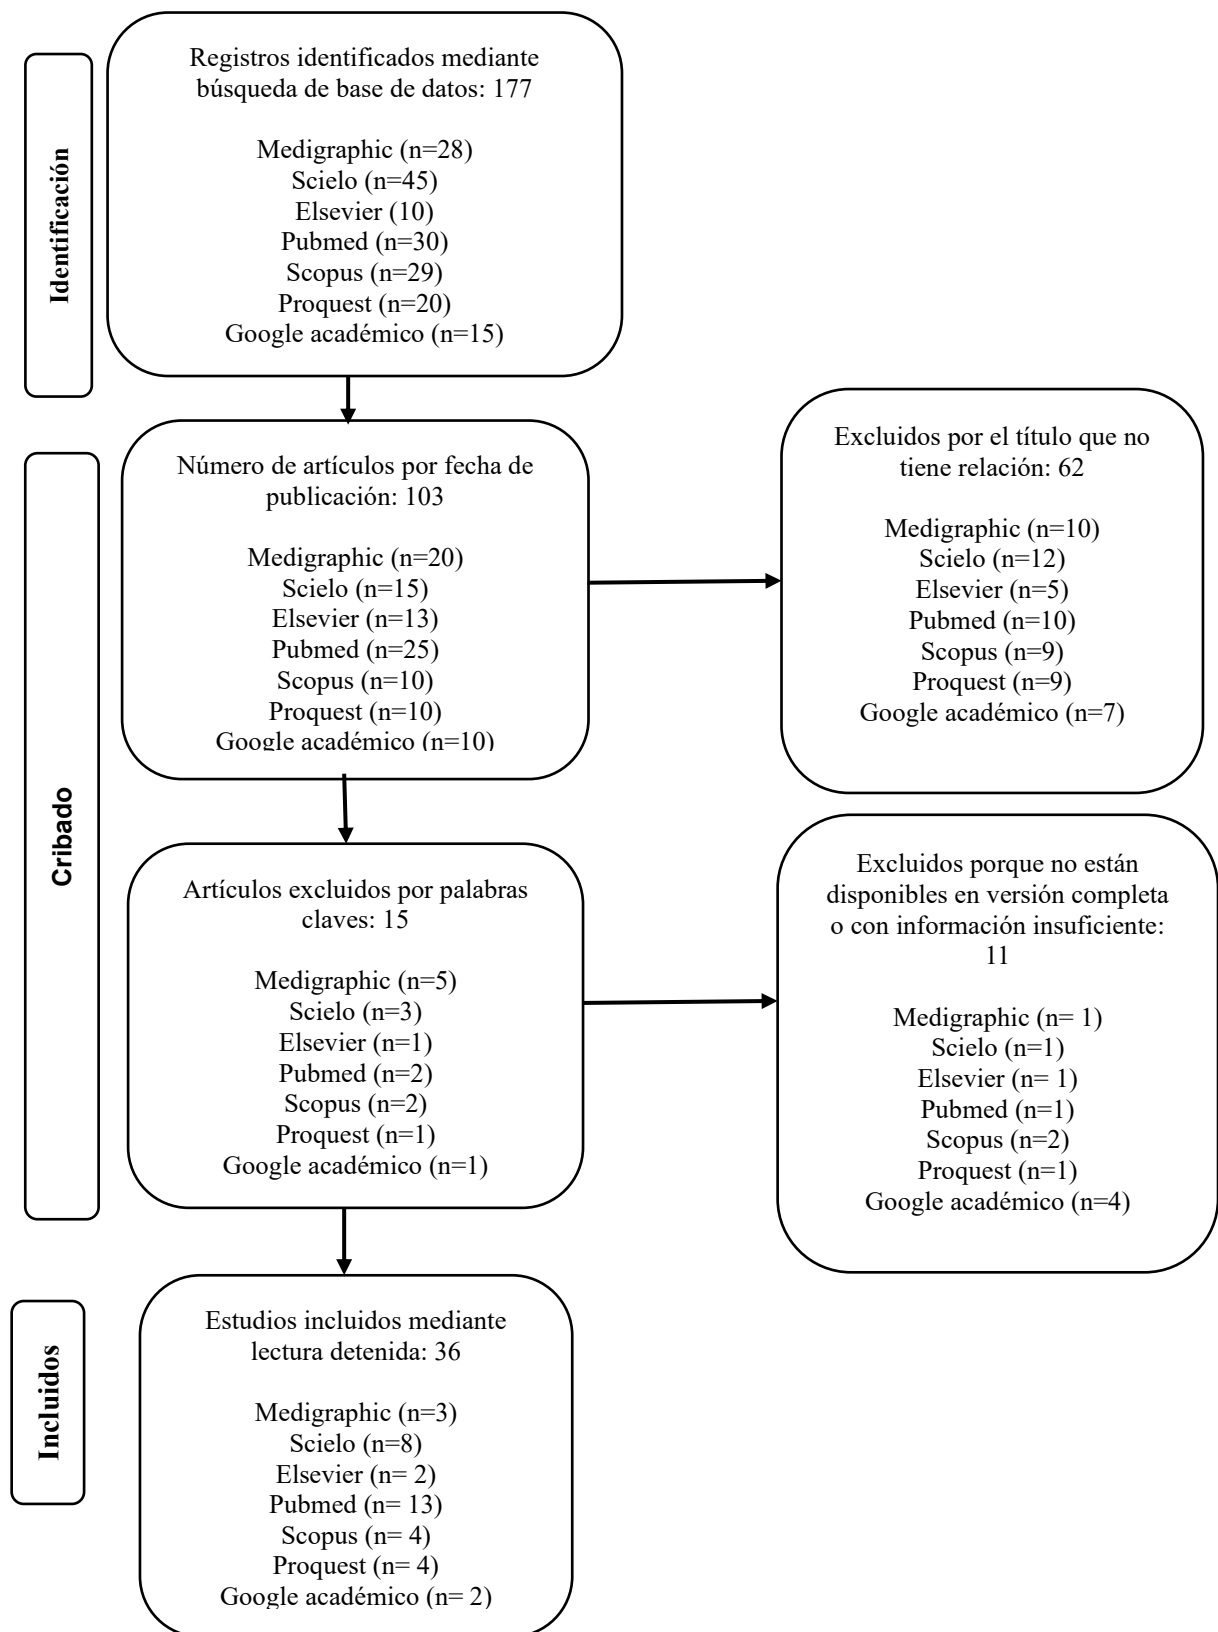 Identificación
Registros identificados mediante
búsqueda de base de datos: 177
Medigraphic (n=28)
Scielo (n=45)
Elsevier (10)
Pubmed (n=30)
Scopus (n=29)
Proquest (n=20)
Google académico (n=15)
Cribado
Número de artículos por fecha de
publicación: 103
Medigraphic (n=20)
Scielo (n=15)
Elsevier (n=13)
Pubmed (n=25)
Scopus (n=10)
Proquest (n=10)
Google académico (n=10)
Excluidos por el título que no
tiene relación: 62
Medigraphic (n=10)
Scielo (n=12)
Elsevier (n=5)
Pubmed (n=10)
Scopus (n=9)
Proquest (n=9)
Google académico (n=7)
Artículos excluidos por palabras
claves: 15
Medigraphic (n=5)
Scielo (n=3)
Elsevier (n=1)
Pubmed (n=2)
Scopus (n=2)
Proquest (n=1)
Google académico (n=1)
Excluidos porque no están
disponibles en versión completa
o con información insuficiente:
11
Medigraphic (n= 1)
Scielo (n=1)
Elsevier (n= 1)
Pubmed (n=1)
Scopus (n=2)
Proquest (n=1)
Google académico (n=4)
Incluidos
Estudios incluidos mediante
lectura detenida: 36
Medigraphic (n=3)
Scielo (n=8)
Elsevier (n= 2)
Pubmed (n= 13)
Scopus (n= 4)
Proquest (n= 4)
Google académico (n= 2)